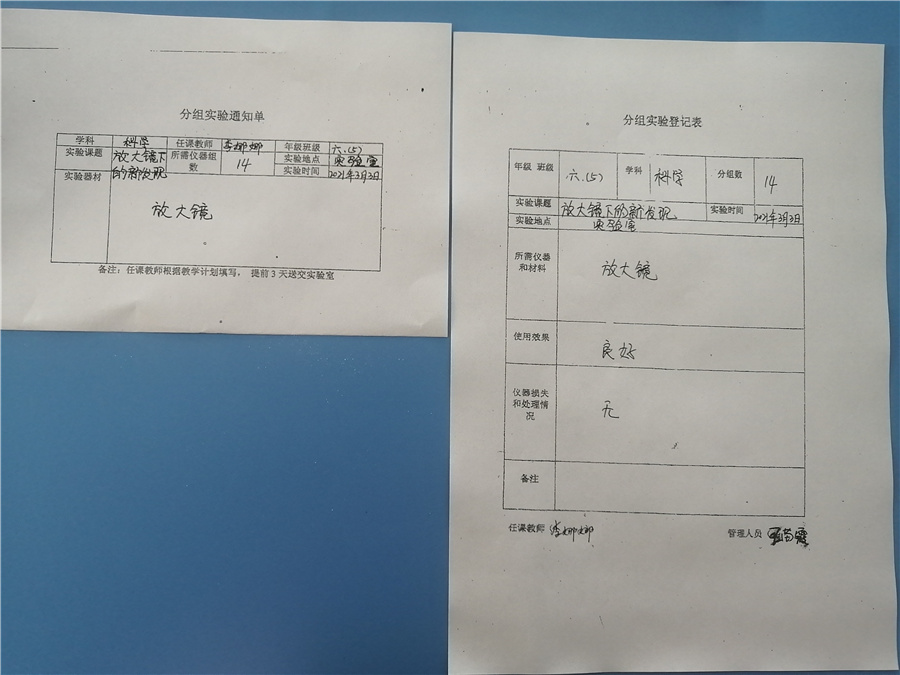 分组实验通知单
学科 科学 任课教师 李娜娜 年级班级 六.(5)
实验课题 放大镜下的新发现 所需仪器组数 14 实验地点 实验室
实验时间 2021年3月3日
实验器材 放大镜
备注：任课教师根据教学计划填写， 提前3天送交实验室
分组实验登记表
年级 班级 六.(5) 学科 科学 分组数 14
实验课题 放大镜下的新发现 实验时间 2021年3月3日
实验地点 实验室
所需仪器和材料 放大镜
使用效果 良好
仪器损失和处理情况 无
备注
任课教师 李娜娜 管理人员